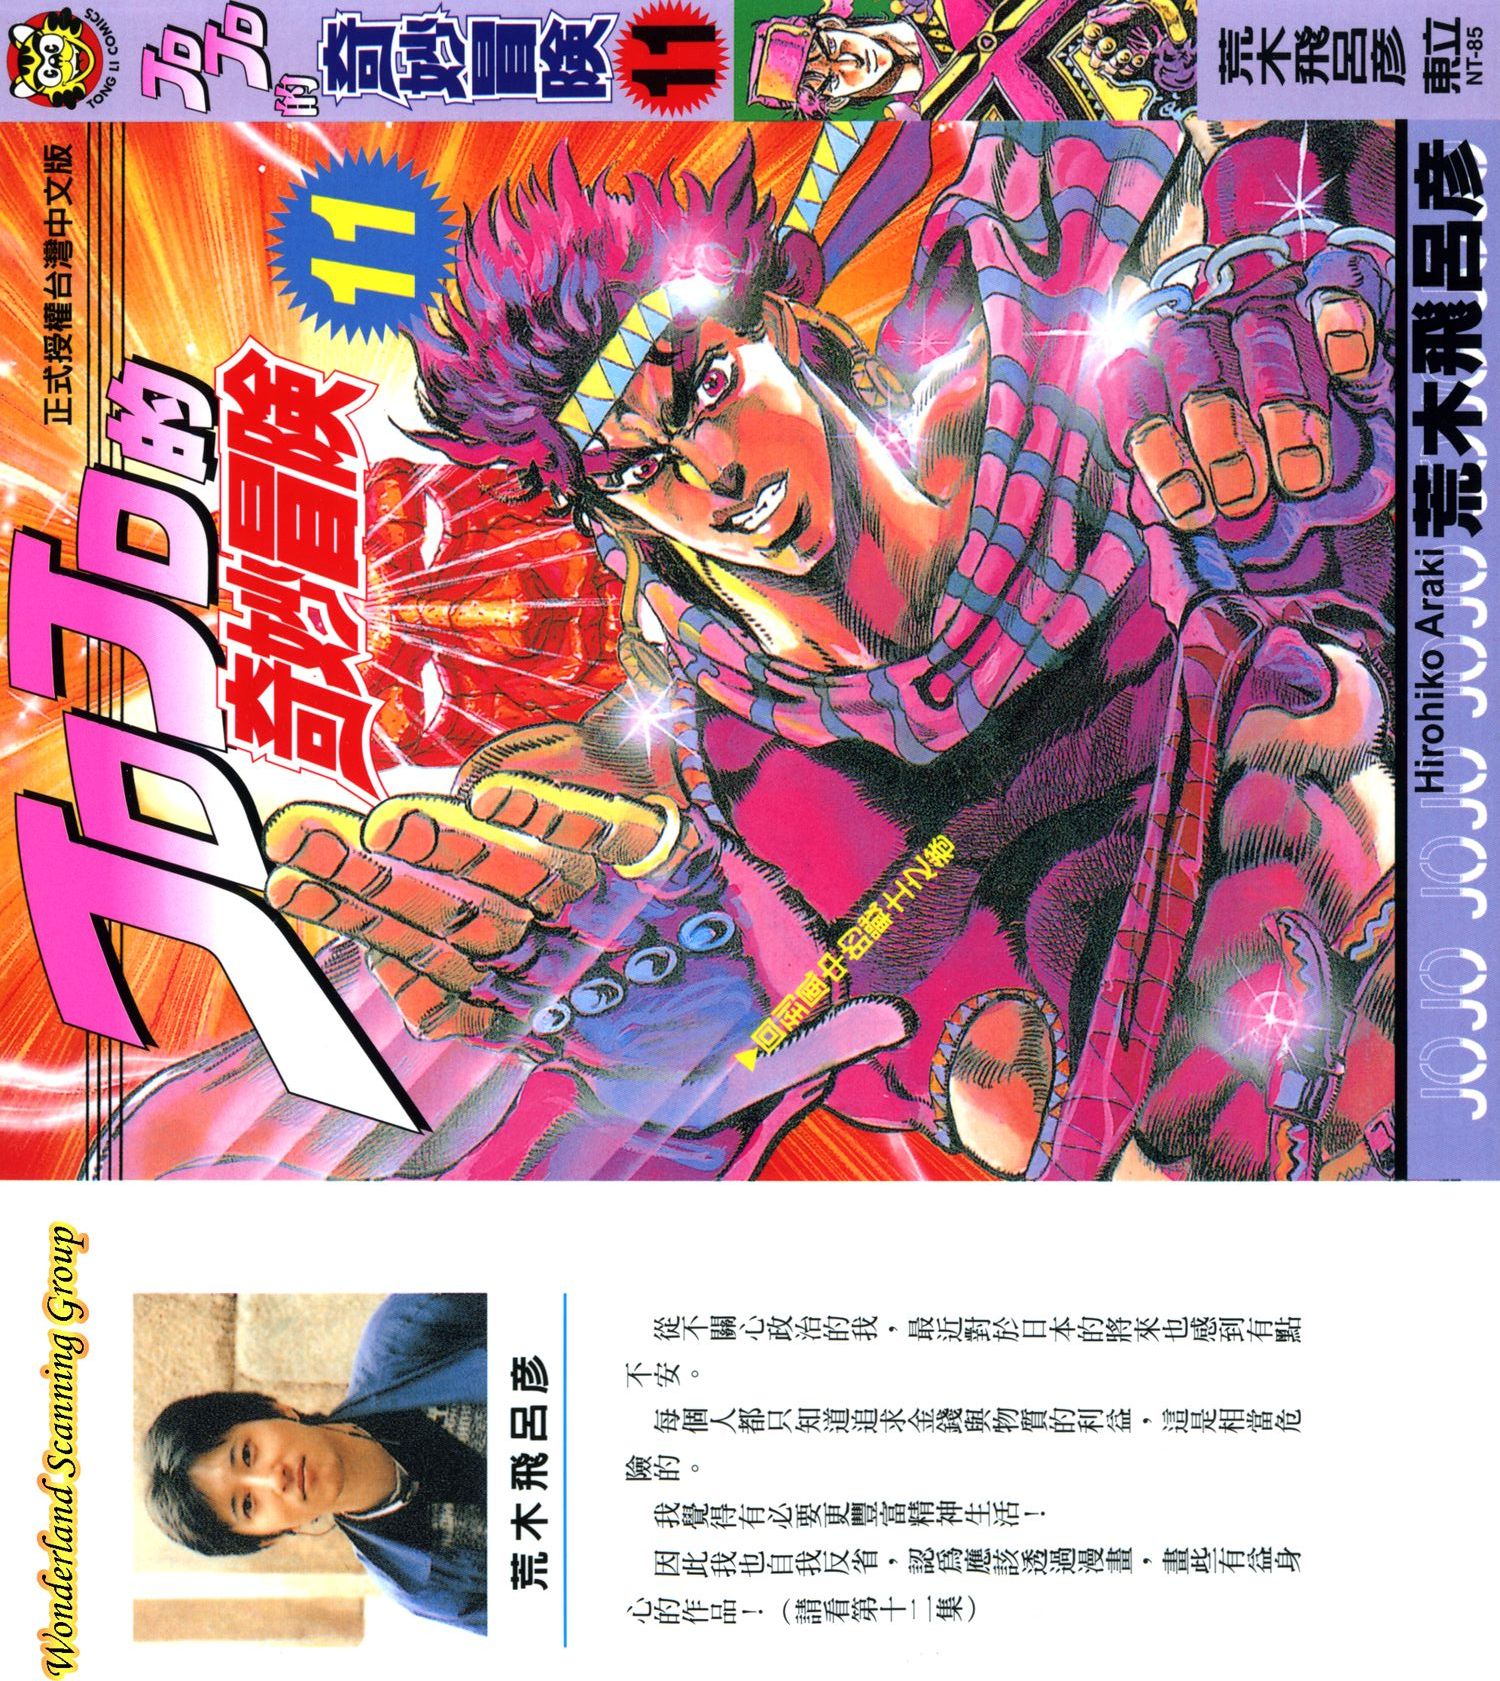 TONG LI COMICS
JOJO的
奇妙冒險
11
荒木飛呂彥
東立
NT-85
正式授權台灣中文版
JOJO的
奇妙冒險
11
▶回到車中密談之卷
Hirohiko Araki 荒木飛呂彥
JOJO JOJO JOJO
Wonderland Scanning Group
荒木飛呂彥
從不關心政治的我，最近對於日本的將來也感到有點
不安。
每個人都只知道追求金錢與物質的利益，這是相當危
險的。
我覺得有必要更豐富精神生活！
因此我也自我反省，認為應該透過漫畫，畫些有益身
心的作品！（請看第十二集）